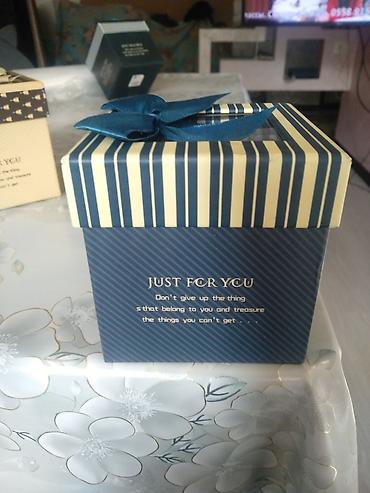 JUST FOR YOU
Don't give up the thing
s that belong to you and treasure
the things you can't get . . .